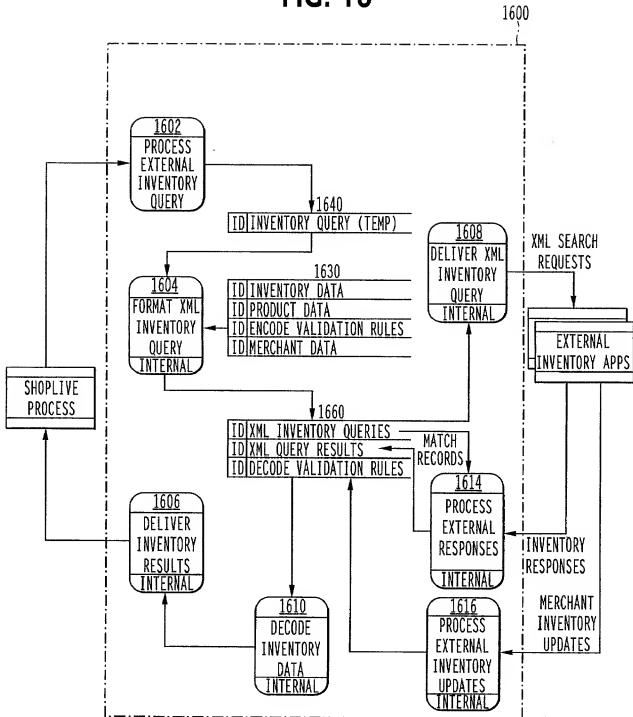 FIG. 16
1600
1602
PROCESS
EXTERNAL
INVENTORY
QUERY
1640
ID INVENTORY QUERY (TEMP)
1608
DELIVER XML
INVENTORY
QUERY
INTERNAL
XML SEARCH
REQUESTS
1604
FORMAT XML
INVENTORY
QUERY
INTERNAL
1630
ID INVENTORY DATA
ID PRODUCT DATA
ID ENCODE VALIDATION RULES
ID MERCHANT DATA
EXTERNAL
INVENTORY APPS
SHOPLIVE
PROCESS
1660
ID XML INVENTORY QUERIES
ID XML QUERY RESULTS
ID DECODE VALIDATION RULES
MATCH
RECORDS
1614
PROCESS
EXTERNAL
RESPONSES
INTERNAL
INVENTORY
RESPONSES
1606
DELIVER
INVENTORY
RESULTS
INTERNAL
1610
DECODE
INVENTORY
DATA
INTERNAL
1616
PROCESS
EXTERNAL
INVENTORY
UPDATES
INTERNAL
MERCHANT
INVENTORY
UPDATES